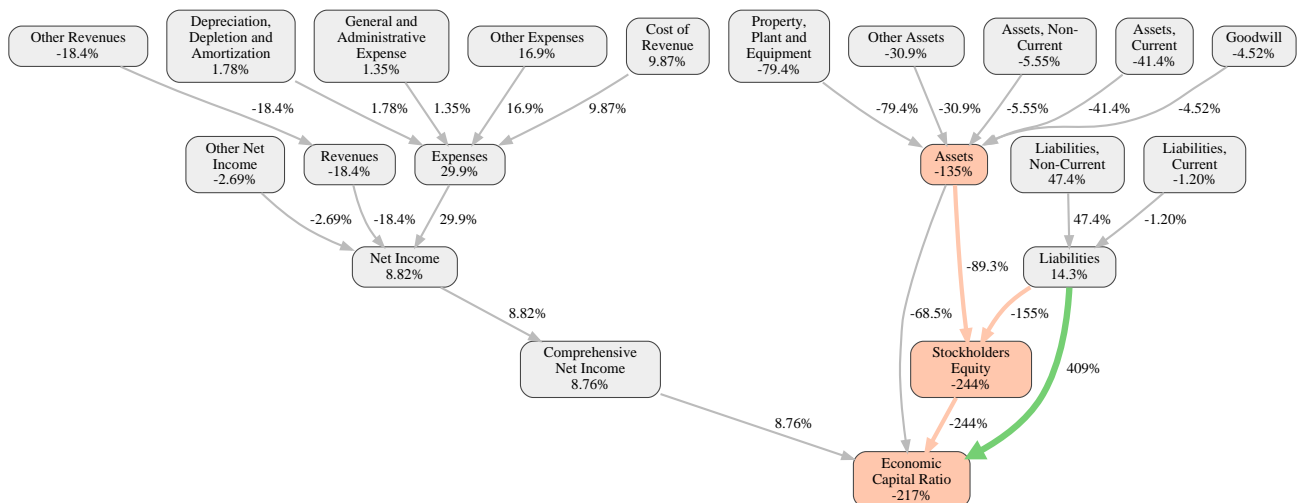 Other Revenues
-18.4%
Depreciation,
Depletion and
Amortization
1.78%
General and
Administrative
Expense
1.35%
Other Expenses
16.9%
Cost of
Revenue
9.87%
Property,
Plant and
Equipment
-79.4%
Other Assets
-30.9%
Assets, Non-
Current
-5.55%
Assets,
Current
-41.4%
Goodwill
-4.52%
-18.4%
1.78%
1.35%
16.9%
9.87%
-79.4%
-30.9%
-5.55%
-41.4%
-4.52%
Other Net
Income
-2.69%
Revenues
-18.4%
Expenses
29.9%
Assets
-135%
Liabilities,
Non-Current
47.4%
Liabilities,
Current
-1.20%
-2.69%
-18.4%
29.9%
47.4%
-1.20%
Net Income
8.82%
-89.3%
Liabilities
14.3%
8.82%
-68.5%
-155%
Comprehensive
Net Income
8.76%
Stockholders
Equity
-244%
409%
8.76%
-244%
Economic
Capital Ratio
-217%